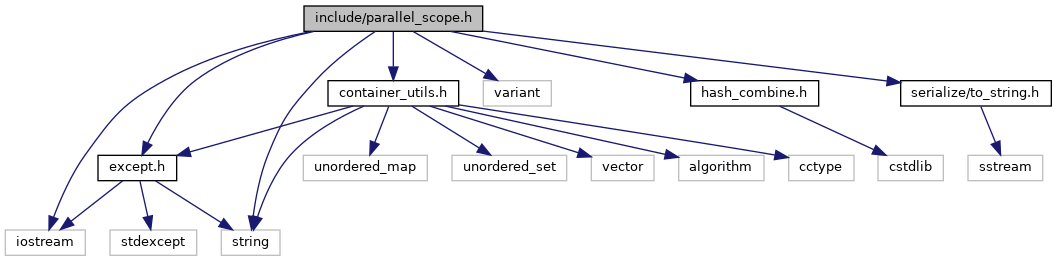 include/parallel_scope.h
container_utils.h
variant
hash_combine.h
serialize/to_string.h
except.h
unordered_map
unordered_set
vector
algorithm
cctype
cstdlib
sstream
iostream
stdexcept
string